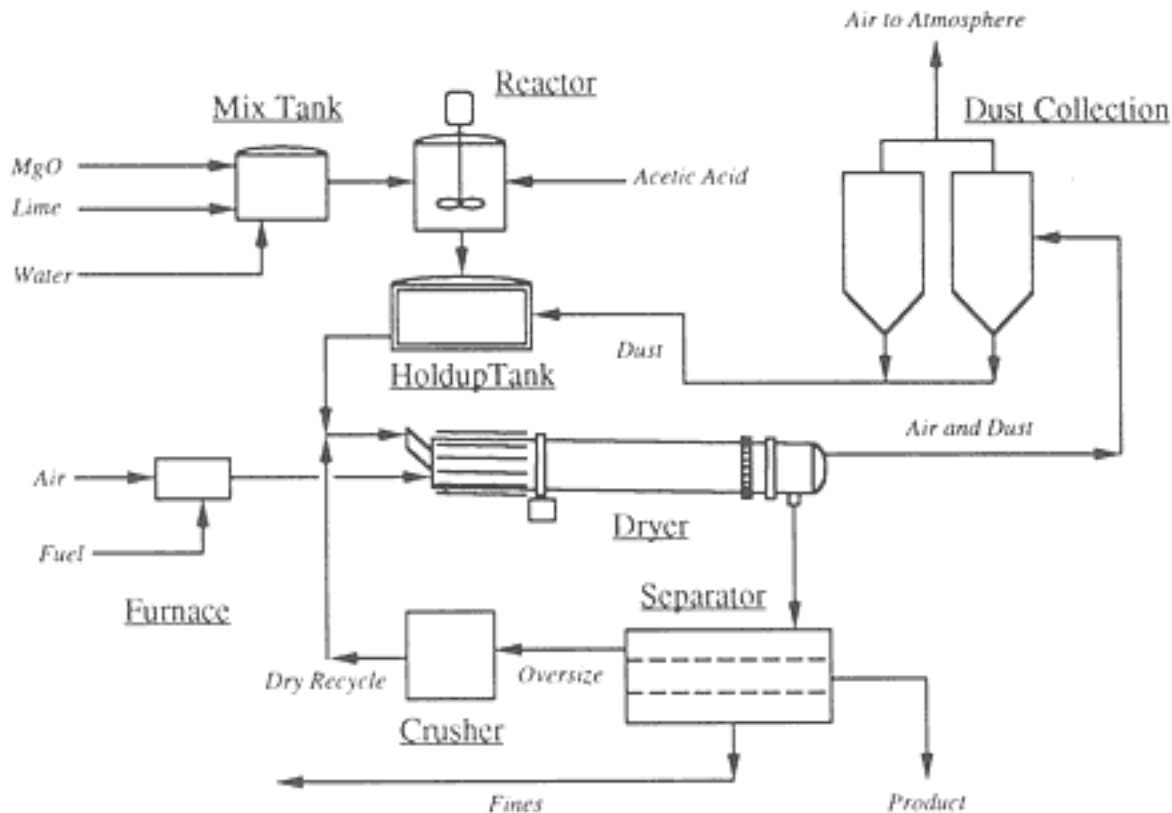 Air to Atmosphere
Reactor
Mix Tank
Dust Collection
MgO
Acetic Acid
Lime
Water
Dust
HoldupTank
Air and Dust
Air
Dryer
Fuel
Separator
Furnace
Dry Recycle
Oversize
Crusher
Fines
Product